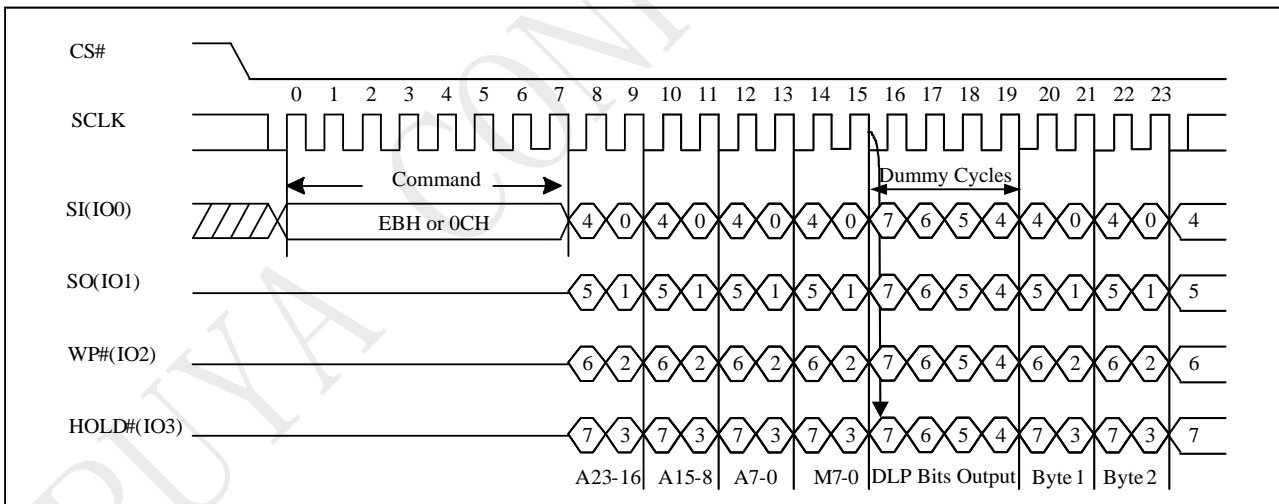 CS#
0 1 2 3 4 5 6 7 8 9 10 11 12 13 14 15 16 17 18 19 20 21 22 23
SCLK
Command
Dummy Cycles
SI(IO0)
EBH or 0CH
4 0 4 0 4 0 4 0 7 6 5 4 4 0 4 0 4
SO(IO1)
5 1 5 1 5 1 5 1 7 6 5 4 5 1 5 1 5
WP#(IO2)
6 2 6 2 6 2 6 2 7 6 5 4 6 2 6 2 6
HOLD#(IO3)
7 3 7 3 7 3 7 3 7 6 5 4 7 3 7 3 7
A23-16 A15-8 A7-0 M7-0 DLP Bits Output Byte 1 Byte 2
PUYA CONF